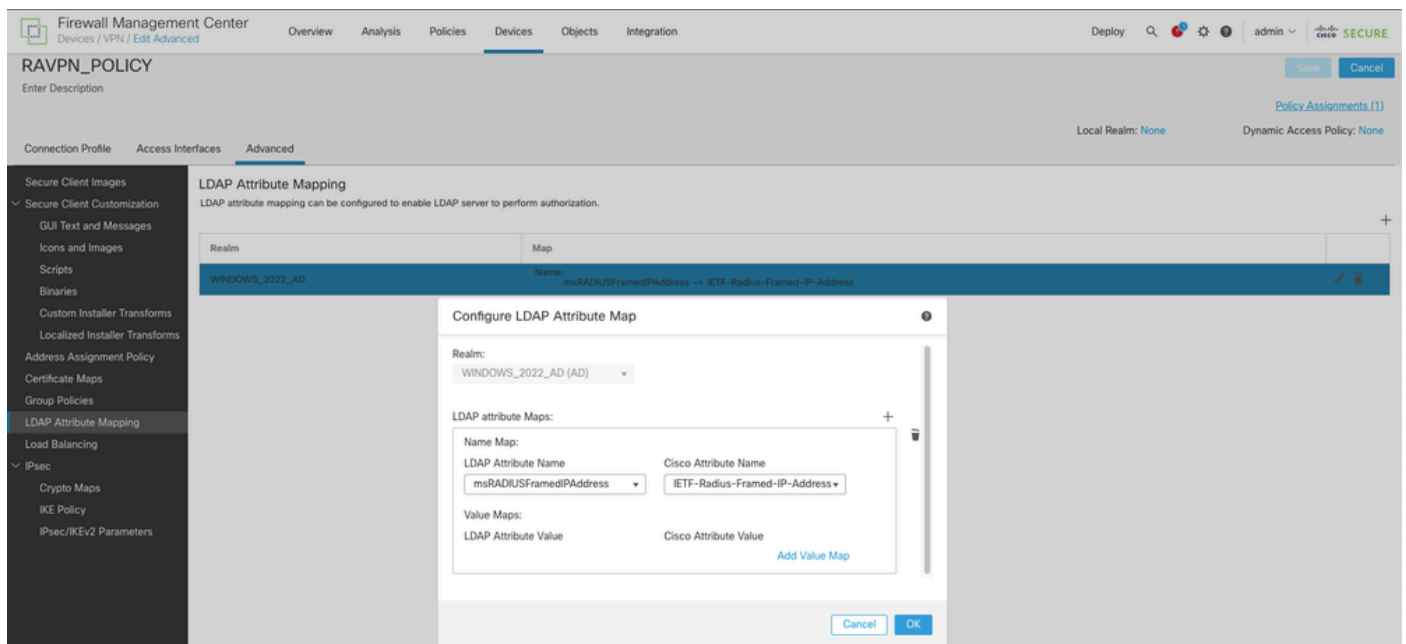 Firewall Management Center
Devices / VPN / Edit Advanced
Overview Analysis Policies Devices Objects Integration
Deploy admin cisco SECURE
RAVPN_POLICY
Save Cancel
Enter Description
Policy Assignments (1)
Local Realm: None Dynamic Access Policy: None
Connection Profile Access Interfaces Advanced
Secure Client Images
Secure Client Customization
GUI Text and Messages
Icons and Images
Scripts
Binaries
Custom Installer Transforms
Localized Installer Transforms
Address Assignment Policy
Certificate Maps
Group Policies
LDAP Attribute Mapping
Load Balancing
IPsec
Crypto Maps
IKE Policy
IPsec/IKEv2 Parameters
LDAP Attribute Mapping
LDAP attribute mapping can be configured to enable LDAP server to perform authorization.
Realm Map
WINDOWS_2022_AD Name:
msRADIUSFramedIPAddress -> IETF-Radius-Framed-IP-Address
Configure LDAP Attribute Map
Realm:
WINDOWS_2022_AD (AD)
LDAP attribute Maps:
Name Map:
LDAP Attribute Name Cisco Attribute Name
msRADIUSFramedIPAddress IETF-Radius-Framed-IP-Address
Value Maps:
LDAP Attribute Value Cisco Attribute Value
Add Value Map
Cancel OK